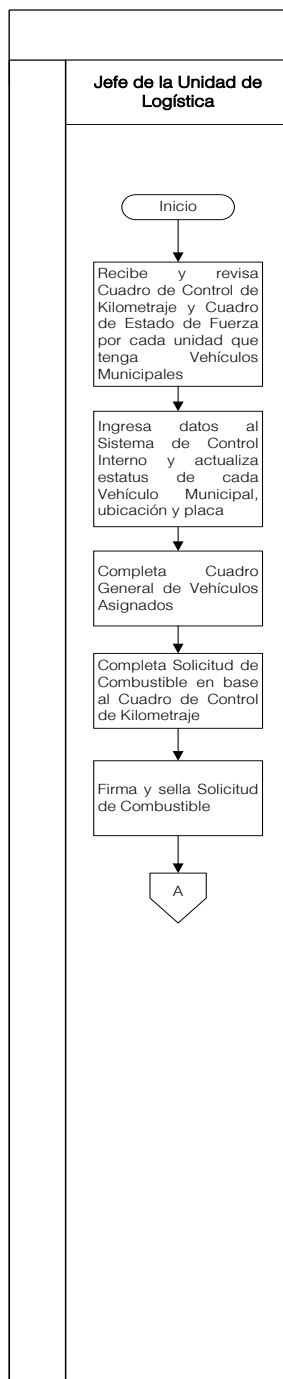 Jefe de la Unidad de
Logística
Inicio
Recibe y revisa
Cuadro de Control de
Kilometraje y Cuadro
de Estado de Fuerza
por cada unidad que
tenga Vehículos
Municipales
Ingresa datos al
Sistema de Control
Interno y actualiza
estatus de cada
Vehículo Municipal,
ubicación y placa
Completa Cuadro
General de Vehículos
Asignados
Completa Solicitud de
Combustible en base
al Cuadro de Control
de Kilometraje
Firma y sella Solicitud
de Combustible
A